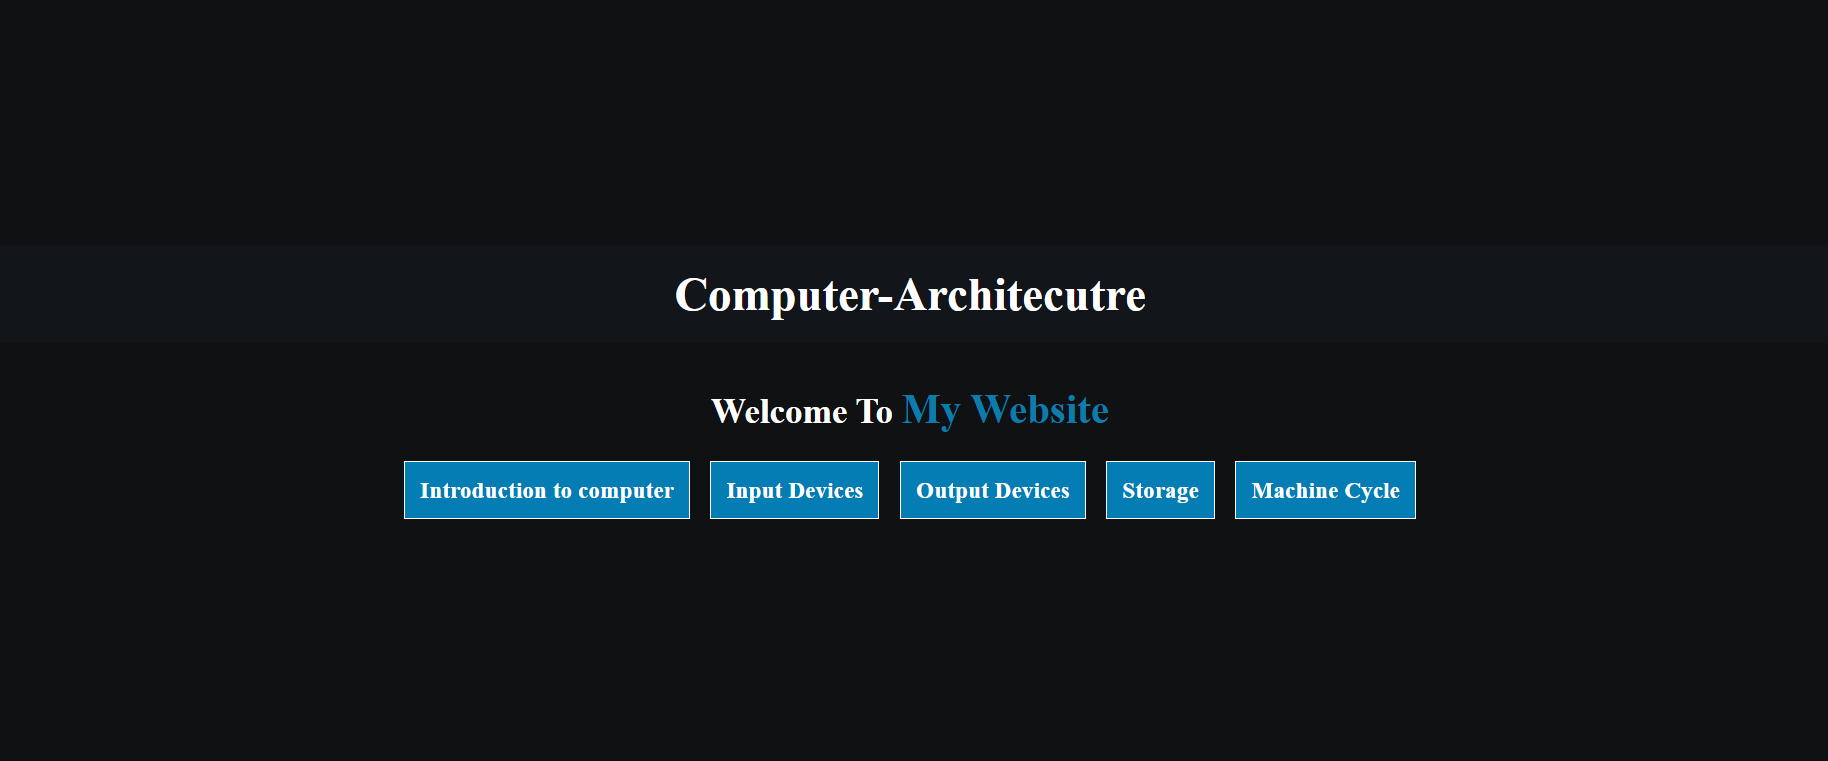 Computer-Architecutre
Welcome To My Website
Introduction to computer Input Devices Output Devices Storage Machine Cycle